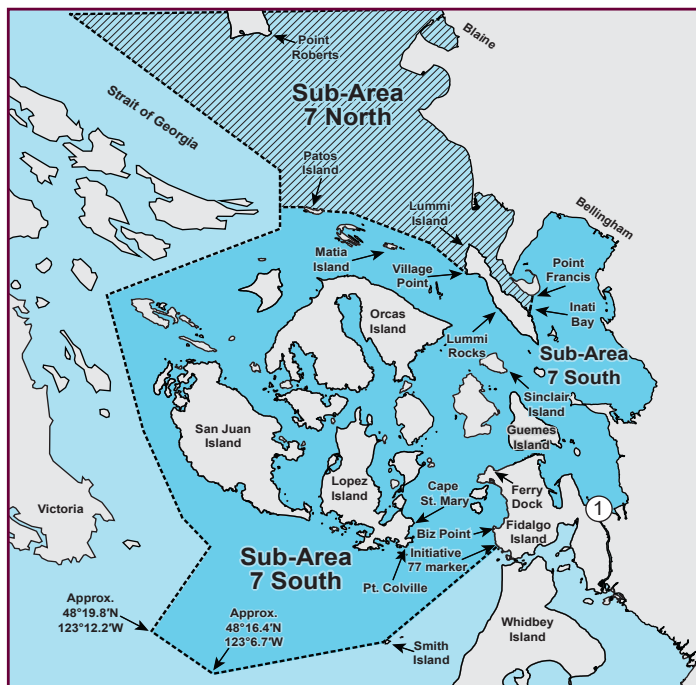 Point
Roberts
Blaine
Sub-Area
7 North
Strait of Georgia
Patos
Island
Lummi
Island
Bellingham
Matia
Island
Village
Point
Point
Francis
Inati
Bay
Orcas
Island
Lummi
Rocks
Sub-Area
7 South
Sinclair
Island
San Juan
Island
Guemes
Island
Lopez
Island
Cape
St. Mary
Ferry
Dock
1
Victoria
Biz Point
Fidalgo
Island
Initiative
77 marker
Sub-Area
7 South
Pt. Colville
Approx.
48°19.8'N
123°12.2'W
Approx.
48°16.4'N
123°6.7'W
Whidbey
Island
Smith
Island